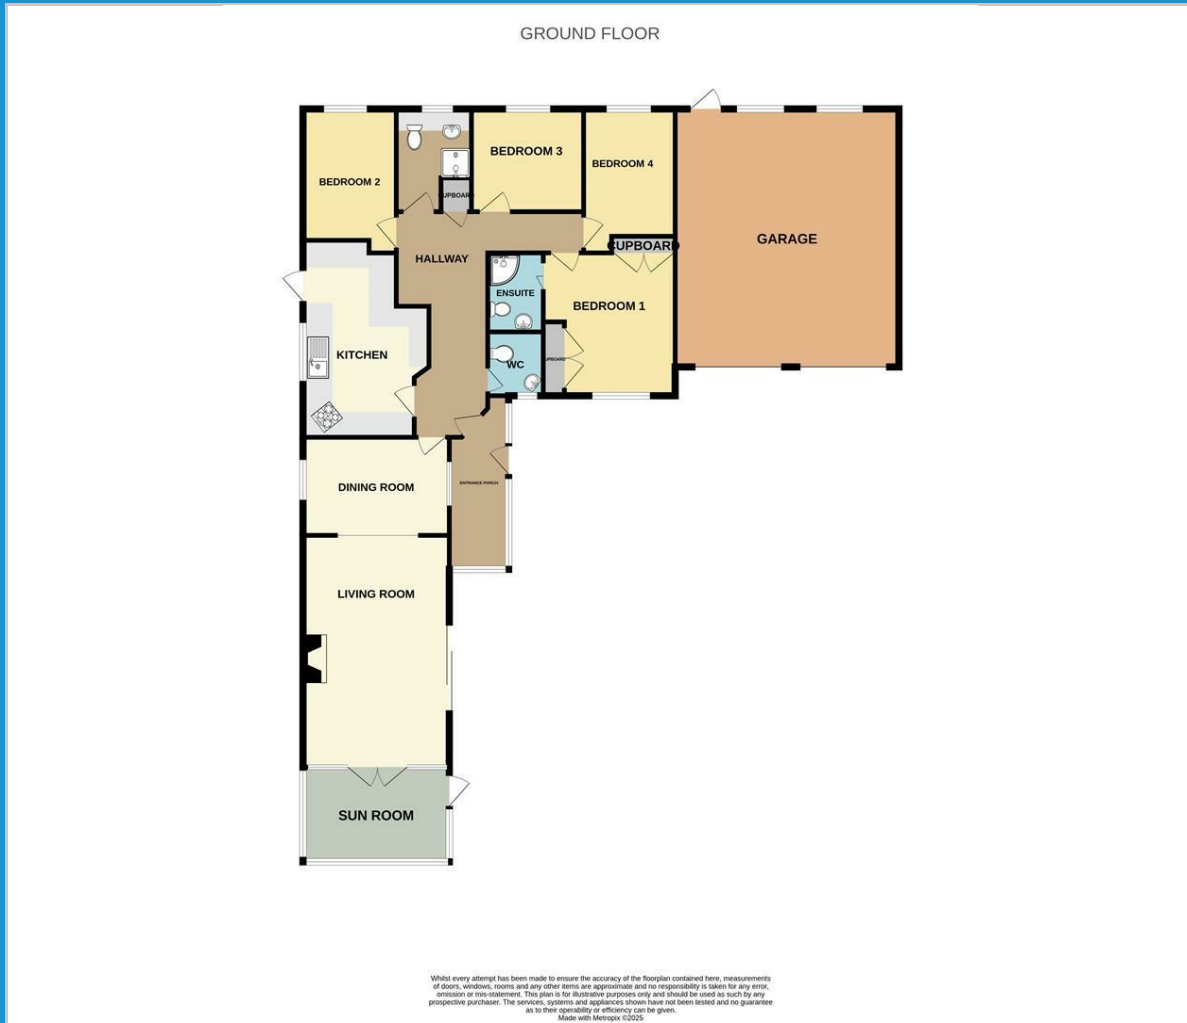 GROUND FLOOR
BEDROOM 2
BEDROOM 3
BEDROOM 4
CUPBOARD
GARAGE
CUPBOARD
HALLWAY
ENSUITE
BEDROOM 1
KITCHEN
CUPBOARD
WC
ENTRANCE PORCH
DINING ROOM
LIVING ROOM
SUN ROOM
Whilst every attempt has been made to ensure the accuracy of the floorplan contained here, measurements
of doors, windows, rooms and any other items are approximate and no responsibility is taken for any error,
omission or mis-statement. This plan is for illustrative purposes only and should be used as such by any
prospective purchaser. The services, systems and appliances shown have not been tested and no guarantee
as to their operability or efficiency can be given.
Made with Metropix ©2025